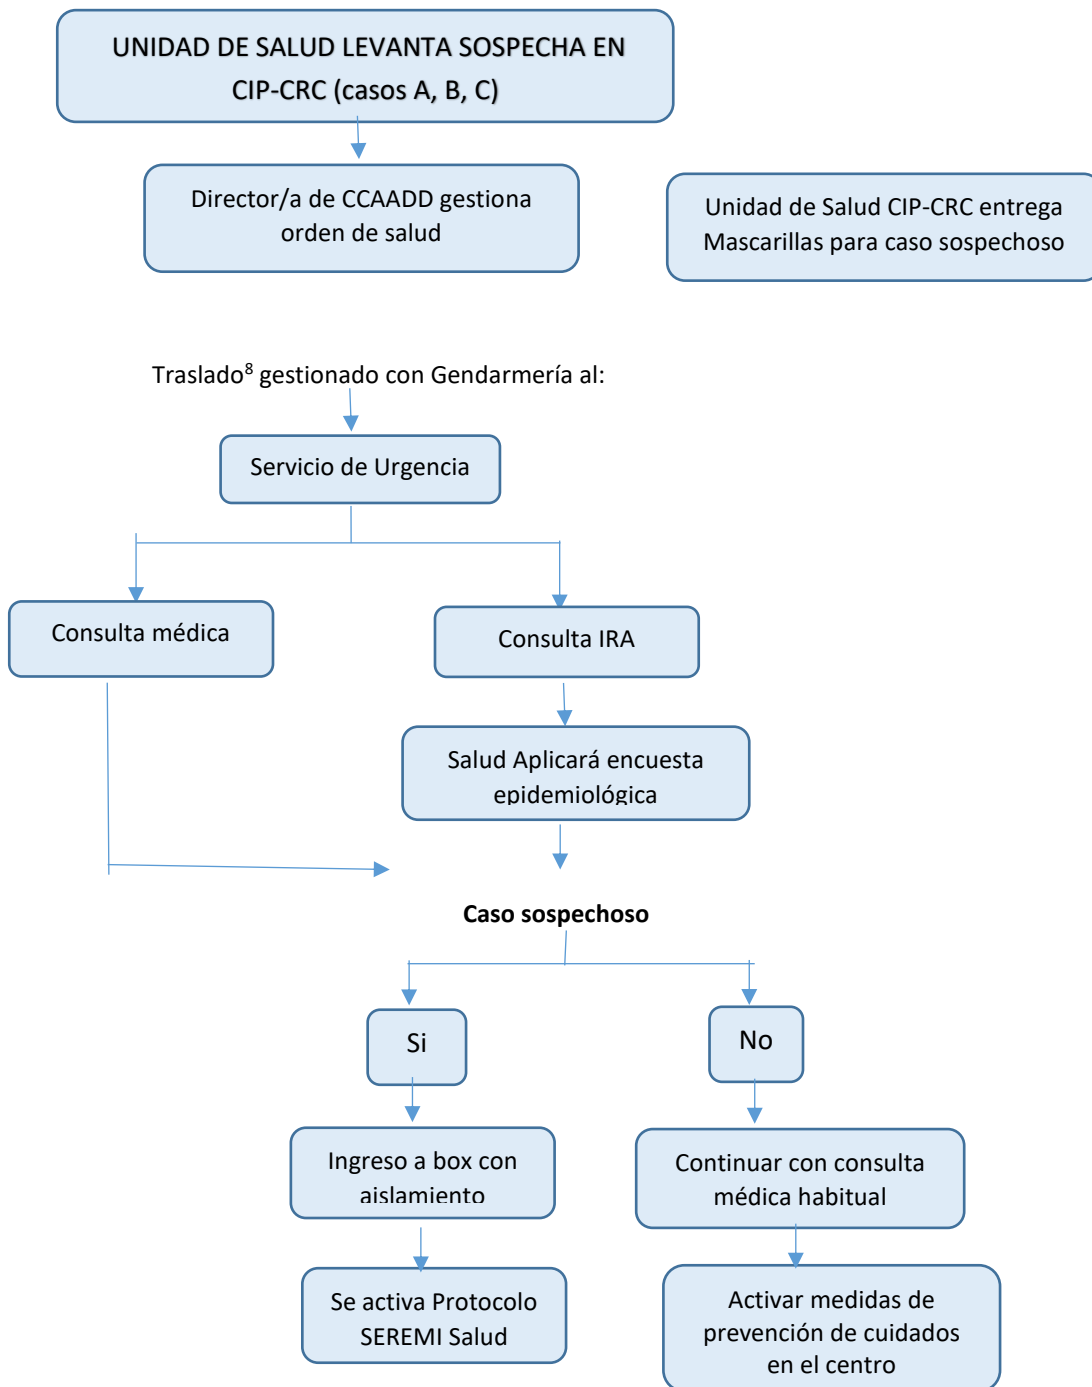 UNIDAD DE SALUD LEVANTA SOSPECHA EN
CIP-CRC (casos A, B, C)
Director/a de CCAADD gestiona
orden de salud
Unidad de Salud CIP-CRC entrega
Mascarillas para caso sospechoso
Traslado⁸ gestionado con Gendarmería al:
Servicio de Urgencia
Consulta médica
Consulta IRA
Salud Aplicará encuesta
epidemiológica
Caso sospechoso
Si
No
Ingreso a box con
aislamiento
Continuar con consulta
médica habitual
Se activa Protocolo
SEREMI Salud
Activar medidas de
prevención de cuidados
en el centro